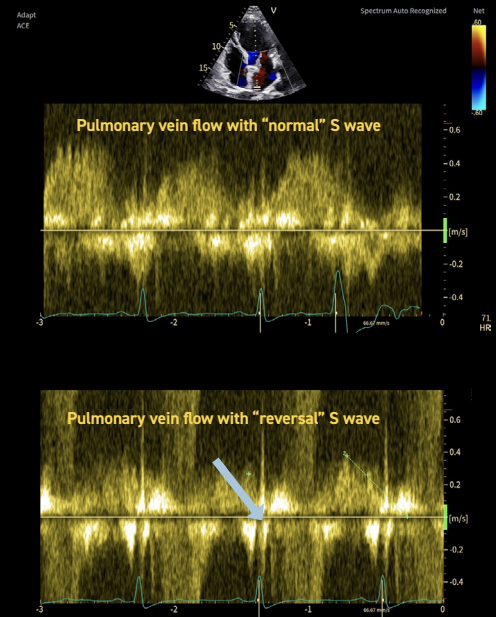 Adapt
ACE
V
Spectrum Auto Recognized
Net
.60
5
10
15
-.60
Pulmonary vein flow with “normal” S wave
0.6
0.4
0.2
[m/s]
-0.2
-0.4
-3
-2
-1
66.67 mm/s
0
71
HR
Pulmonary vein flow with “reversal” S wave
0.6
0.4
0.2
[m/s]
-0.2
-0.4
-3
-2
-1
66.67 mm/s
0